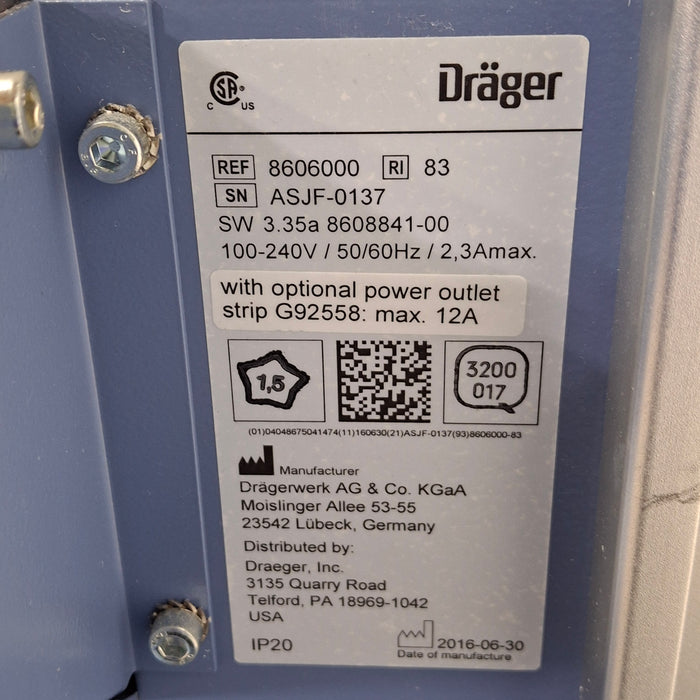 CSA®
C US
Dräger
REF 8606000 RI 83
SN ASJF-0137
SW 3.35a 8608841-00
100-240V / 50/60Hz / 2,3Amax.
with optional power outlet
strip G92558: max. 12A
1,5
3200
017
(01)04048675041474(11)160630(21)ASJF-0137(93)8606000-83
Manufacturer
Drägerwerk AG & Co. KGaA
Moislinger Allee 53-55
23542 Lübeck, Germany
Distributed by:
Draeger, Inc.
3135 Quarry Road
Telford, PA 18969-1042
USA
IP20
2016-06-30
Date of manufacture